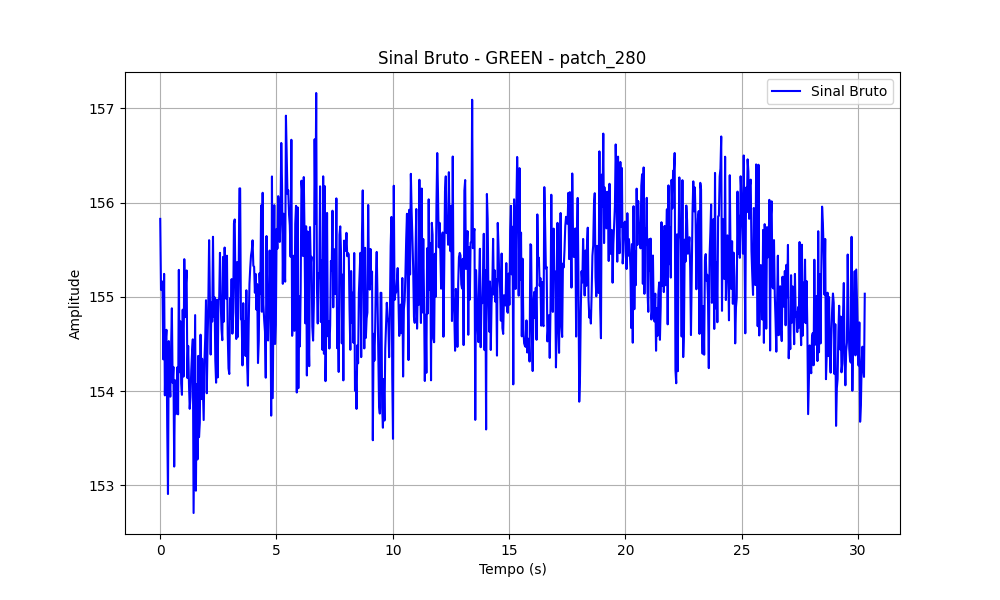 Sinal Bruto - GREEN - patch_280
Sinal Bruto
157
156
155
154
153
Amplitude
0 5 10 15 20 25 30
Tempo (s)